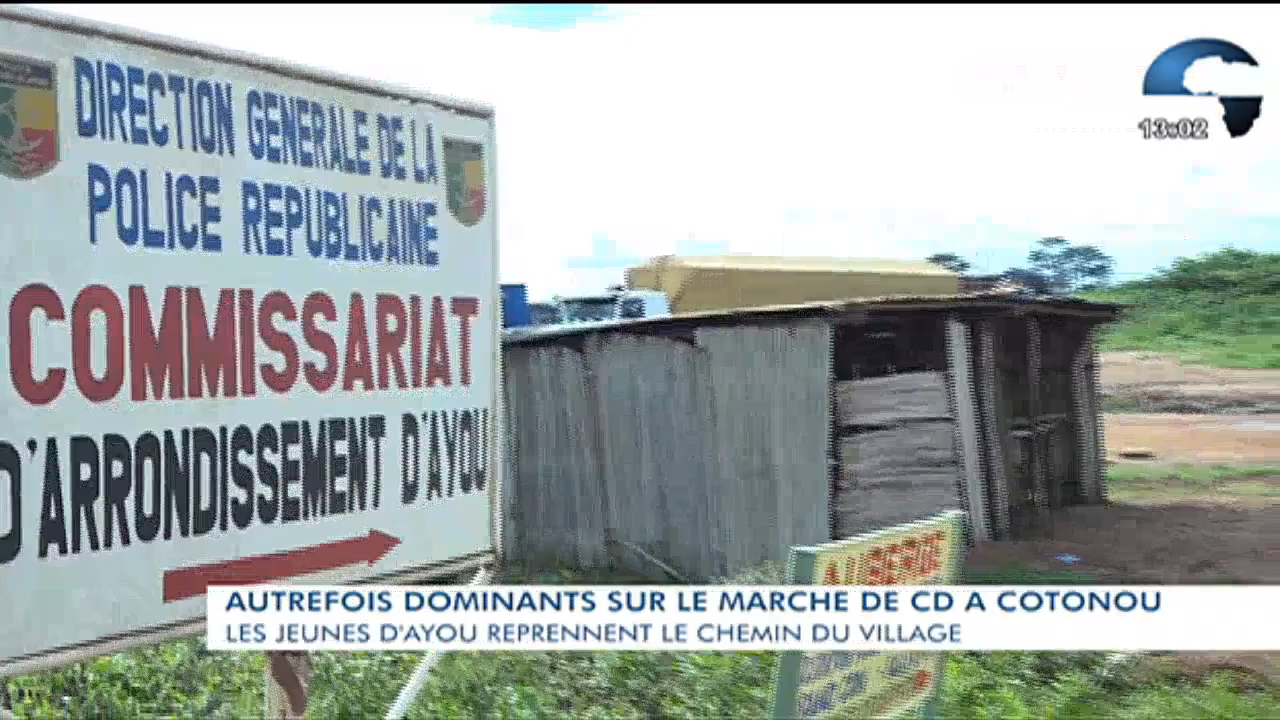 DIRECTION GENERALE DE LA
POLICE REPUBLICAINE
COMMISSARIAT
D'ARRONDISSEMENT D'AYOU
13:02
AUBERGE
AUTREFOIS DOMINANTS SUR LE MARCHE DE CD A COTONOU
LES JEUNES D'AYOU REPRENNENT LE CHEMIN DU VILLAGE